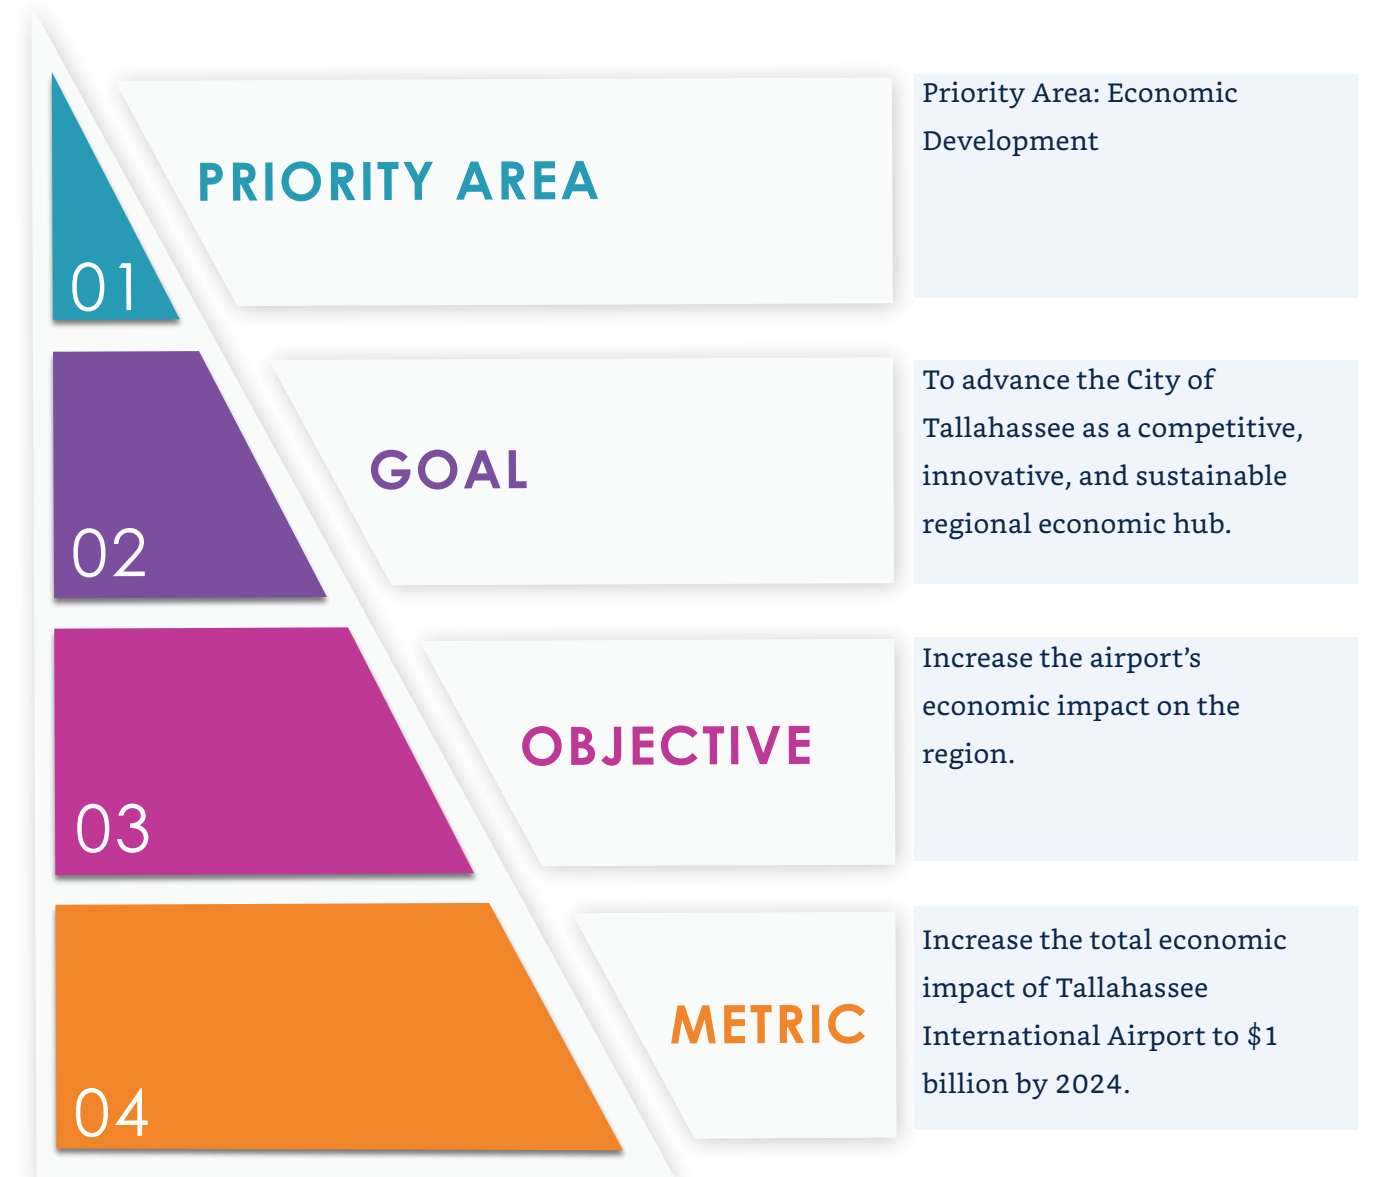 01
PRIORITY AREA
Priority Area: Economic
Development
02
GOAL
To advance the City of
Tallahassee as a competitive,
innovative, and sustainable
regional economic hub.
03
OBJECTIVE
Increase the airport’s
economic impact on the
region.
04
METRIC
Increase the total economic
impact of Tallahassee
International Airport to $1
billion by 2024.